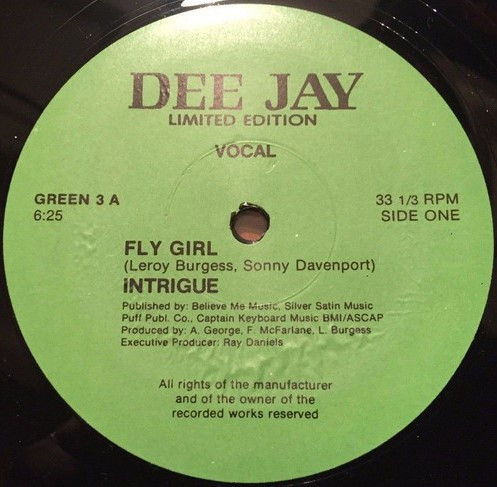 DEE JAY
LIMITED EDITION
VOCAL
GREEN 3 A
6:25
33 1/3 RPM
SIDE ONE
FLY GIRL
(Leroy Burgess, Sonny Davenport)
INTRIGUE
Published by: Believe Me Music, Silver Satin Music
Puff Publ. Co., Captain Keyboard Music BMI/ASCAP
Produced by: A. George, F. McFarlane, L. Burgess
Executive Producer: Ray Daniels
All rights of the manufacturer
and of the owner of the
recorded works reserved